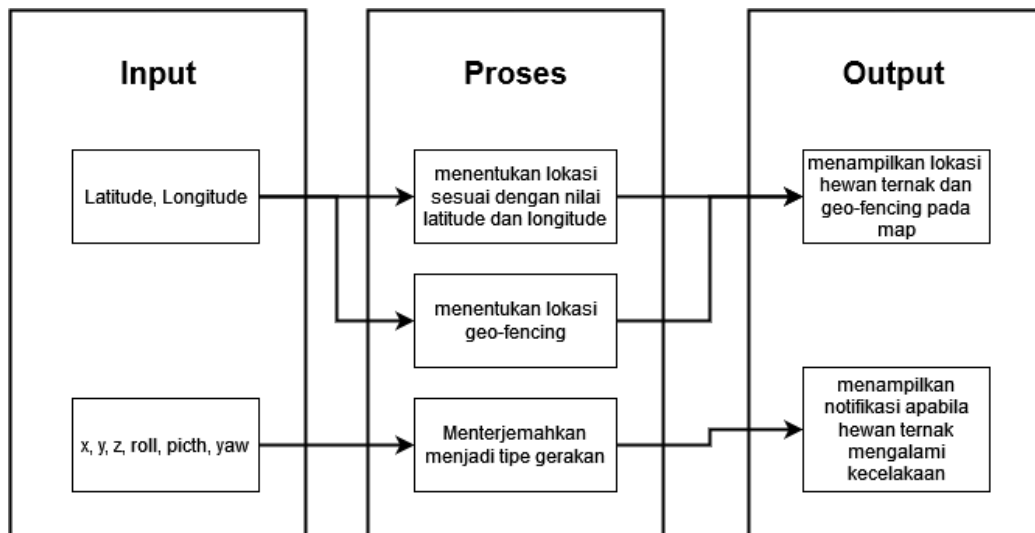 Input
Latitude, Longitude
x, y, z, roll, picth, yaw
Proses
menentukan lokasi
sesuai dengan nilai
latitude dan longitude
menentukan lokasi
geo-fencing
Menterjemahkan
menjadi tipe gerakan
Output
menampilkan lokasi
hewan ternak dan
geo-fencing pada
map
menampilkan
notifikasi apabila
hewan ternak
mengalami
kecelakaan